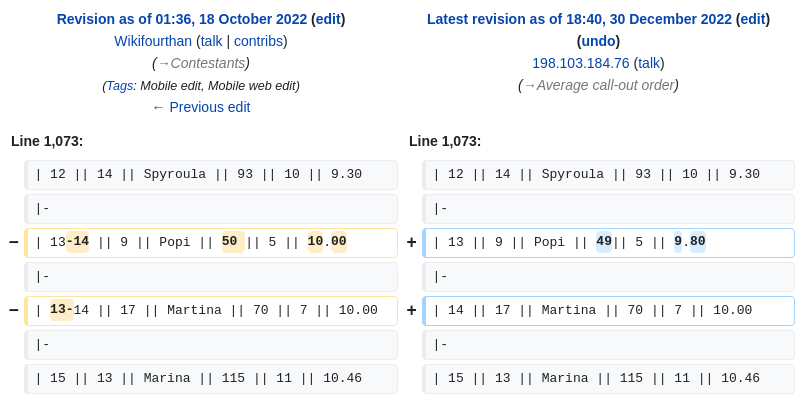 Revision as of 01:36, 18 October 2022 (edit)
Wikifourthan (talk | contribs)
(→Contestants)
(Tags: Mobile edit, Mobile web edit)
← Previous edit
Line 1,073:
| 12 || 14 || Spyroula || 93 || 10 || 9.30
|-
− | 13-14 || 9 || Popi || 50 || 5 || 10.00
|-
− | 13-14 || 17 || Martina || 70 || 7 || 10.00
|-
| 15 || 13 || Marina || 115 || 11 || 10.46
Latest revision as of 18:40, 30 December 2022 (edit)
(undo)
198.103.184.76 (talk)
(→Average call-out order)
Line 1,073:
| 12 || 14 || Spyroula || 93 || 10 || 9.30
|-
+ | 13 || 9 || Popi || 49|| 5 || 9.80
|-
+ | 14 || 17 || Martina || 70 || 7 || 10.00
|-
| 15 || 13 || Marina || 115 || 11 || 10.46